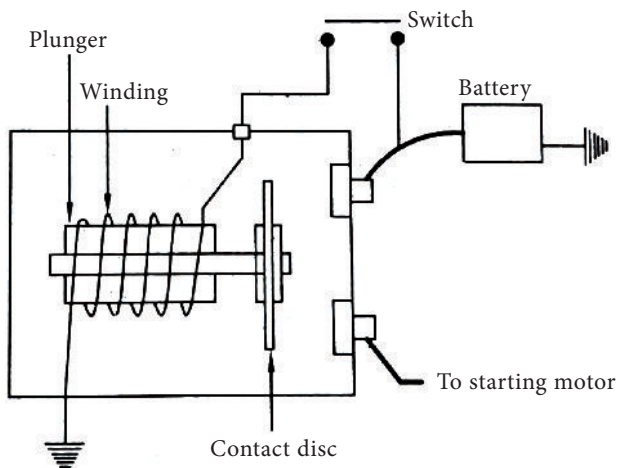 Switch
Plunger
Winding
Battery
To starting motor
Contact disc